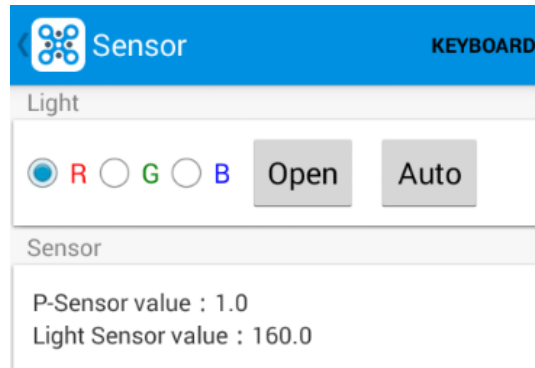 Sensor KEYBOARD
Light
R G B Open Auto
Sensor
P-Sensor value : 1.0
Light Sensor value : 160.0